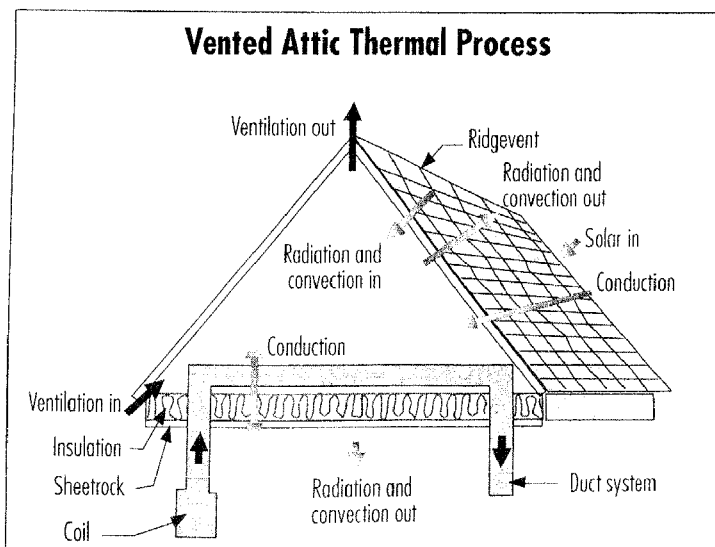 Vented Attic Thermal Process
Ventilation out
Ridgevent
Radiation and
convection out
Solar in
Radiation and
convection in
Conduction
Conduction
Ventilation in
Insulation
Sheetrock
Radiation and
convection out
Duct system
Coil